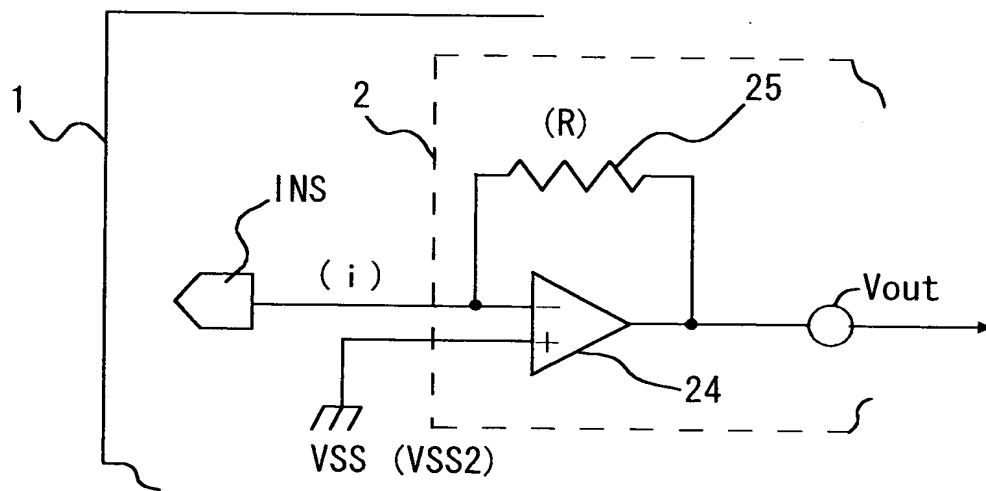 1
2
25
(R)
INS
(i)
Vout
−
+
24
VSS (VSS2)